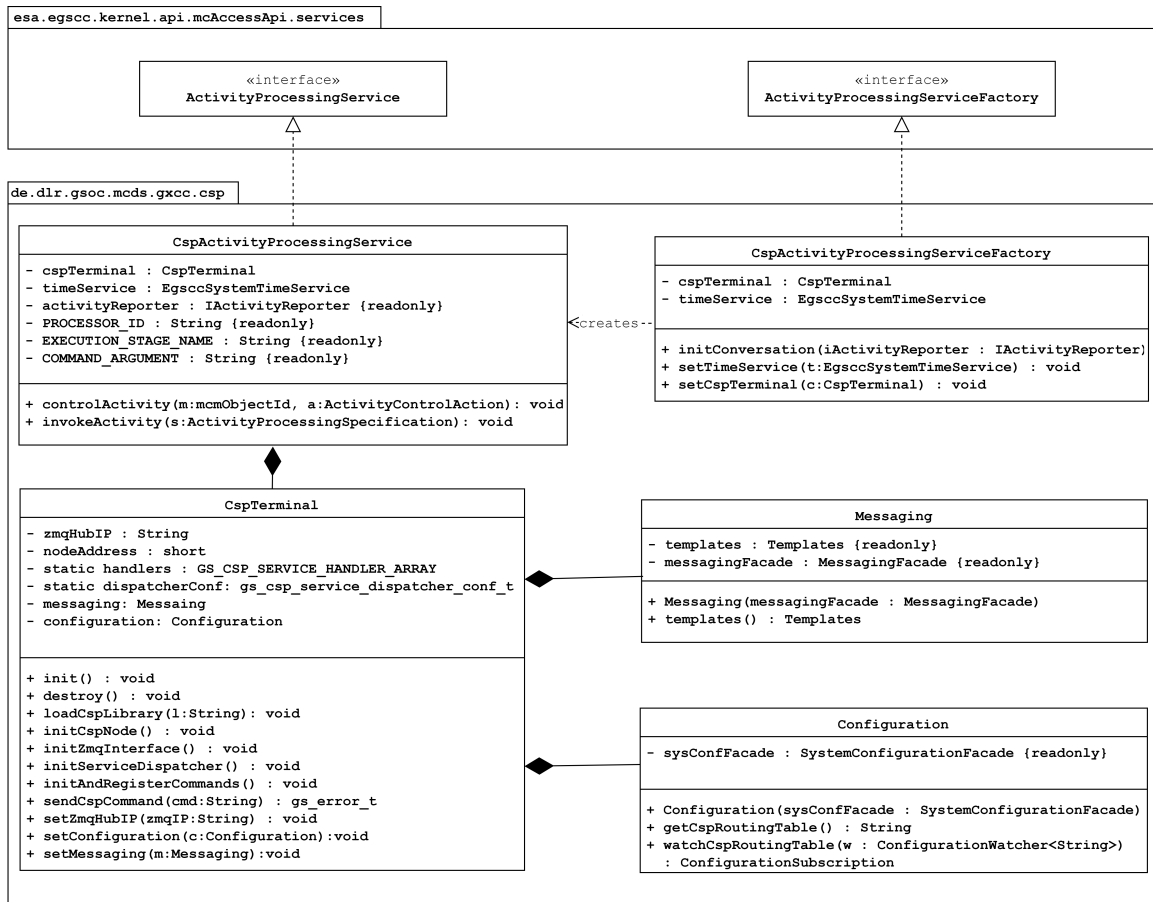 esa.egscc.kernel.api.mcAccessApi.services
«interface»
ActivityProcessingService
«interface»
ActivityProcessingServiceFactory
de.dlr.gsoc.mcds.gxcc.csp
CspActivityProcessingService
- cspTerminal : CspTerminal
- timeService : EgsccSystemTimeService
- activityReporter : IActivityReporter {readonly}
- PROCESSOR_ID : String {readonly}
- EXECUTION_STAGE_NAME : String {readonly}
- COMMAND_ARGUMENT : String {readonly}
+ controlActivity(m:mcmObjectId, a:ActivityControlAction): void
+ invokeActivity(s:ActivityProcessingSpecification): void
creates
CspActivityProcessingServiceFactory
- cspTerminal : CspTerminal
- timeService : EgsccSystemTimeService
+ initConversation(iActivityReporter : IActivityReporter)
+ setTimeService(t:EgsccSystemTimeService) : void
+ setCspTerminal(c:CspTerminal) : void
CspTerminal
- zmqHubIP : String
- nodeAddress : short
- static handlers : GS_CSP_SERVICE_HANDLER_ARRAY
- static dispatcherConf: gs_csp_service_dispatcher_conf_t
- messaging: Messaing
- configuration: Configuration
+ init() : void
+ destroy() : void
+ loadCspLibrary(l:String): void
+ initCspNode() : void
+ initZmqInterface() : void
+ initServiceDispatcher() : void
+ initAndRegisterCommands() : void
+ sendCspCommand(cmd:String) : gs_error_t
+ setZmqHubIP(zmqIP:String) : void
+ setConfiguration(c:Configuration):void
+ setMessaging(m:Messaging):void
Messaging
- templates : Templates {readonly}
- messagingFacade : MessagingFacade {readonly}
+ Messaging(messagingFacade : MessagingFacade)
+ templates() : Templates
Configuration
- sysConfFacade : SystemConfigurationFacade {readonly}
+ Configuration(sysConfFacade : SystemConfigurationFacade)
+ getCspRoutingTable() : String
+ watchCspRoutingTable(w : ConfigurationWatcher<String>)
: ConfigurationSubscription